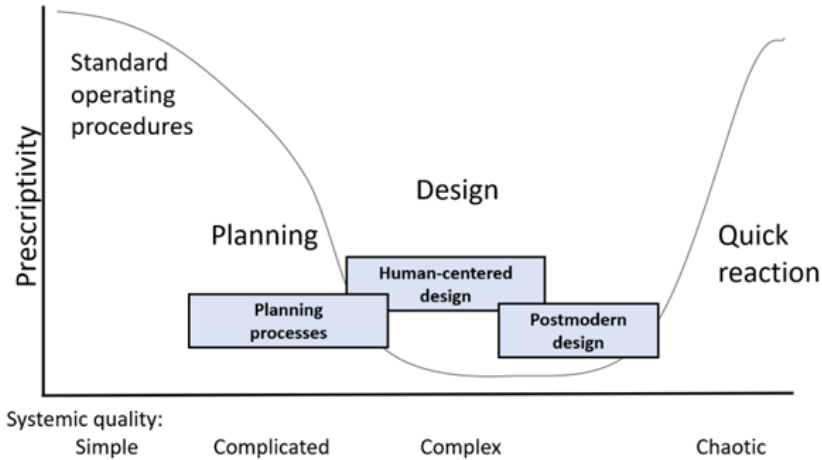 Standard
operating
procedures
Prescriptivity
Design
Planning
Quick
reaction
Human-centered
design
Planning
processes
Postmodern
design
Systemic quality:
Simple
Complicated
Complex
Chaotic